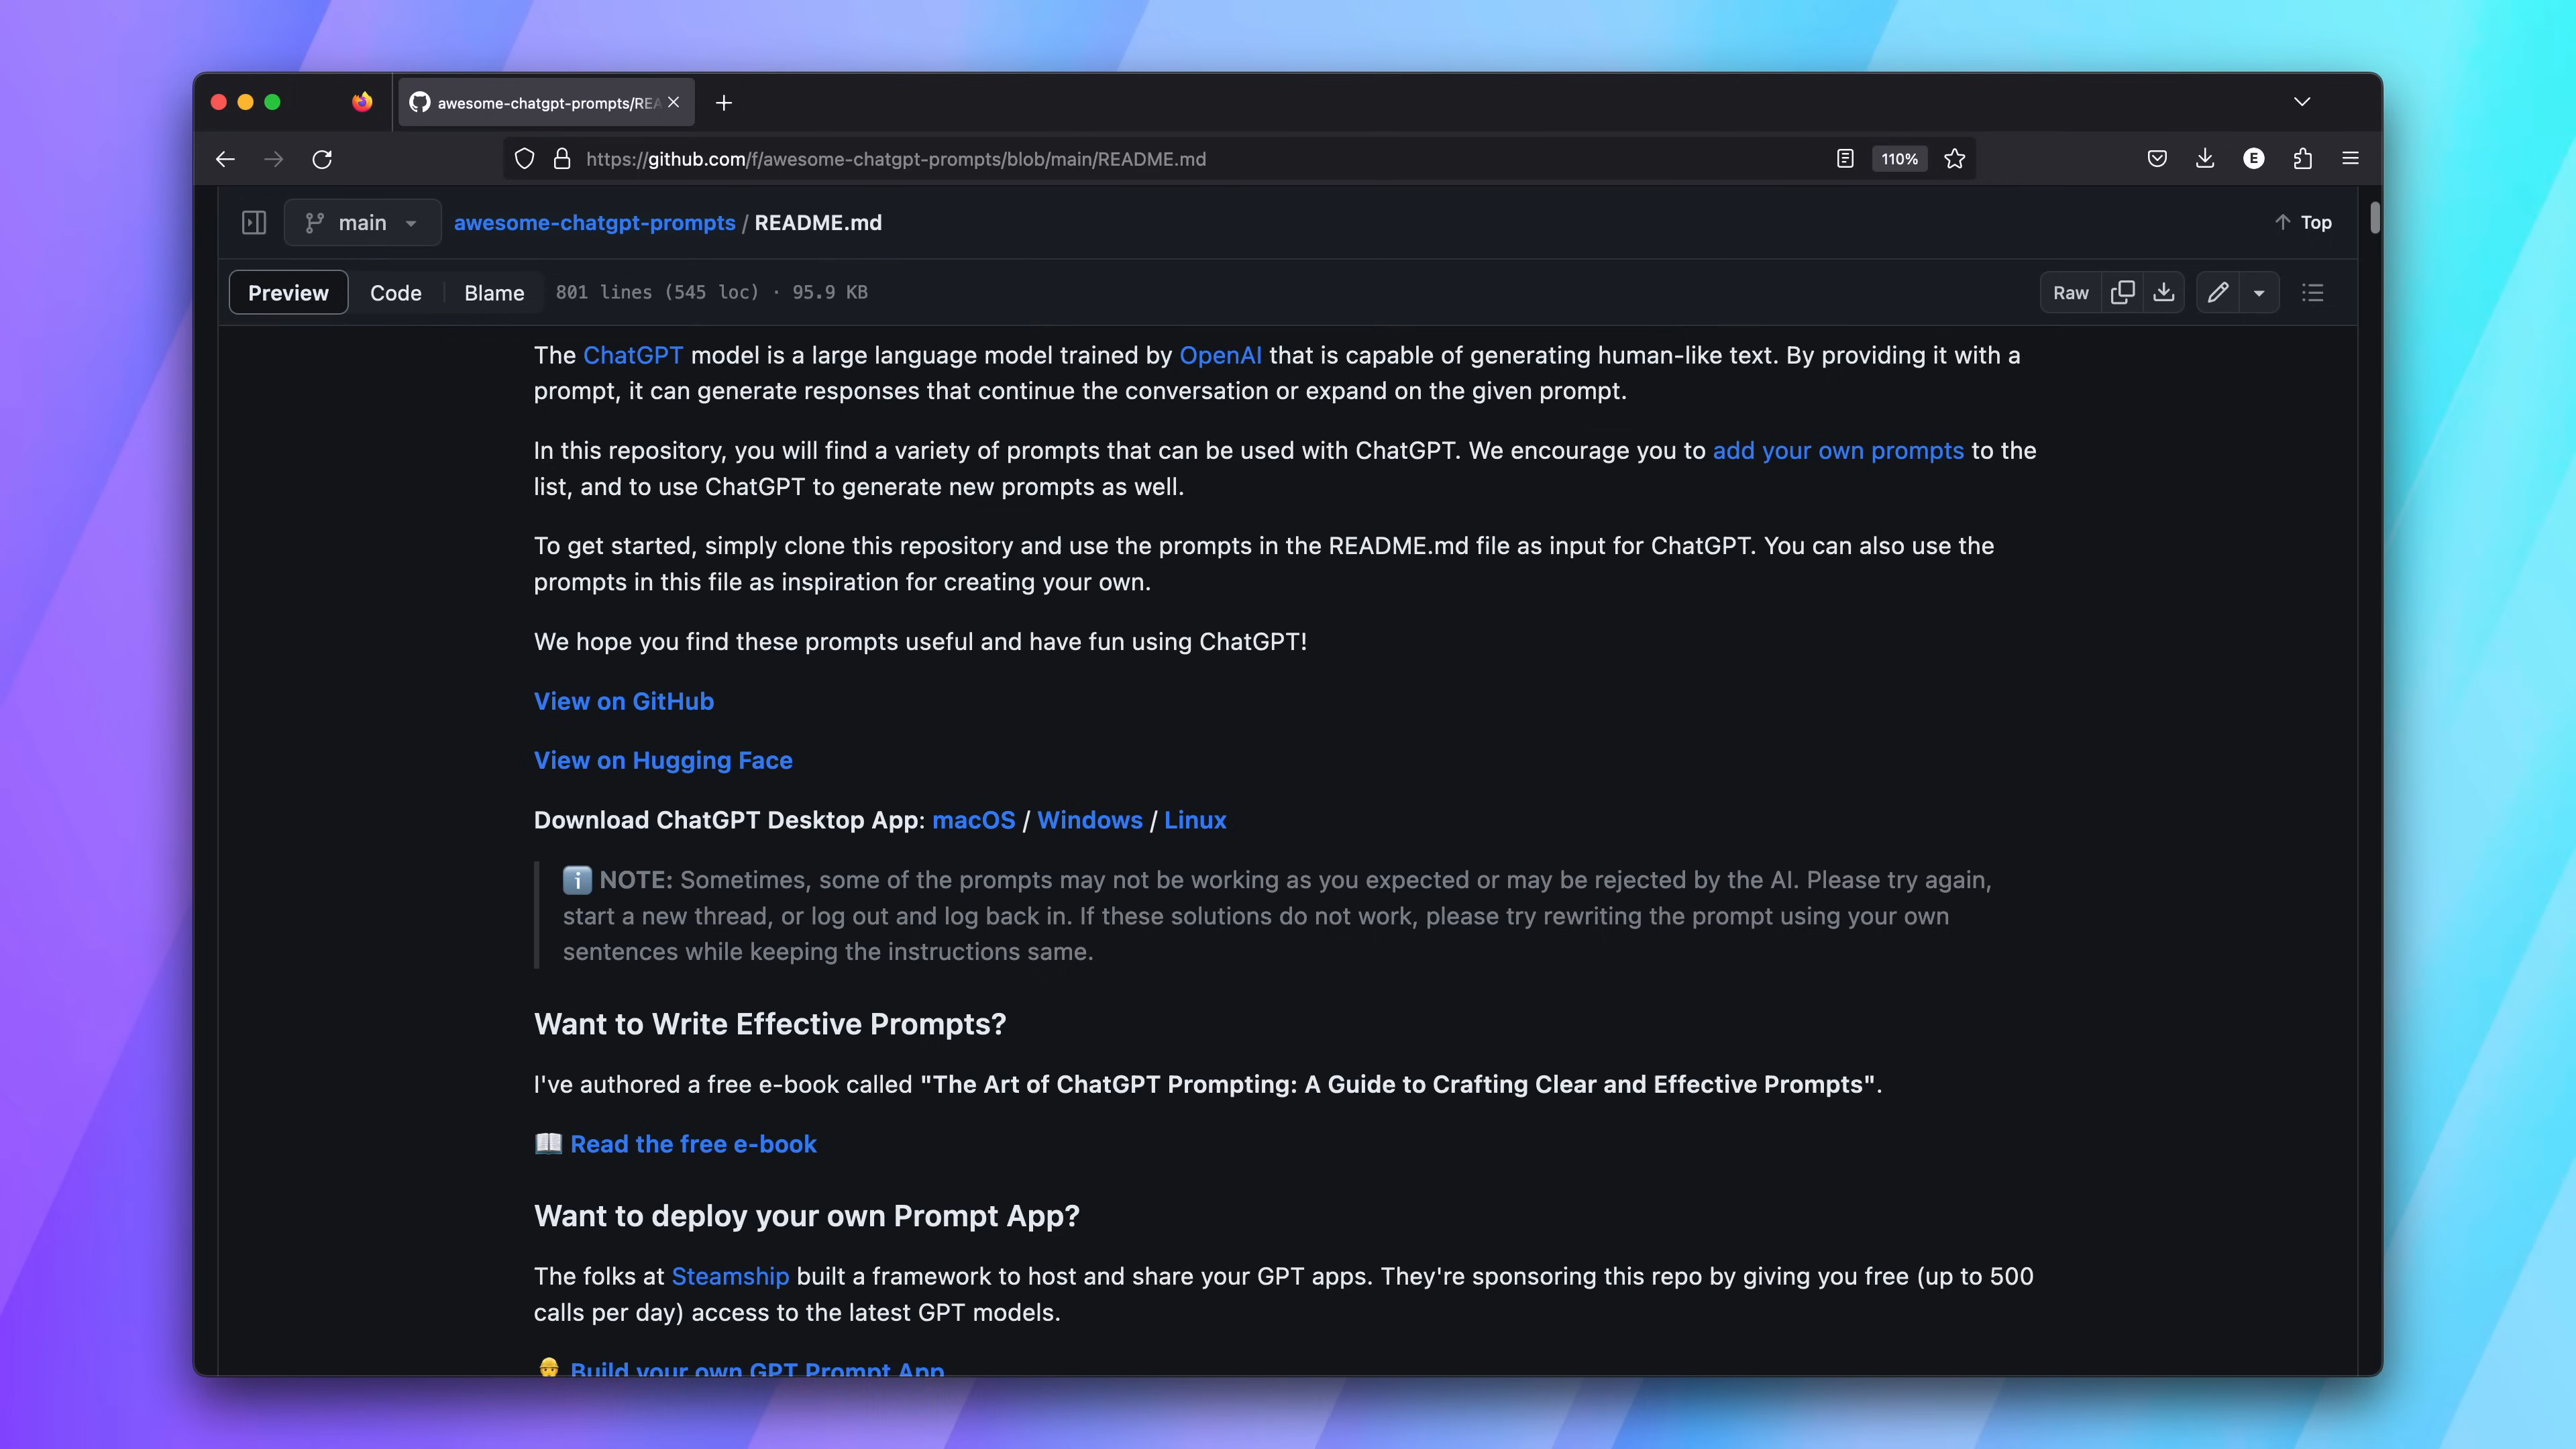 awesome-chatgpt-prompts/REA
https://github.com/f/awesome-chatgpt-prompts/blob/main/README.md
110%
E
main
awesome-chatgpt-prompts / README.md
Top
Preview
Code
Blame
801 lines (545 loc) · 95.9 KB
Raw
The ChatGPT model is a large language model trained by OpenAI that is capable of generating human-like text. By providing it with a
prompt, it can generate responses that continue the conversation or expand on the given prompt.
In this repository, you will find a variety of prompts that can be used with ChatGPT. We encourage you to add your own prompts to the
list, and to use ChatGPT to generate new prompts as well.
To get started, simply clone this repository and use the prompts in the README.md file as input for ChatGPT. You can also use the
prompts in this file as inspiration for creating your own.
We hope you find these prompts useful and have fun using ChatGPT!
View on GitHub
View on Hugging Face
Download ChatGPT Desktop App: macOS / Windows / Linux
ℹ️ NOTE: Sometimes, some of the prompts may not be working as you expected or may be rejected by the AI. Please try again,
start a new thread, or log out and log back in. If these solutions do not work, please try rewriting the prompt using your own
sentences while keeping the instructions same.
Want to Write Effective Prompts?
I've authored a free e-book called "The Art of ChatGPT Prompting: A Guide to Crafting Clear and Effective Prompts".
📖 Read the free e-book
Want to deploy your own Prompt App?
The folks at Steamship built a framework to host and share your GPT apps. They're sponsoring this repo by giving you free (up to 500
calls per day) access to the latest GPT models.
👷‍♂️ Build your own GPT Prompt App